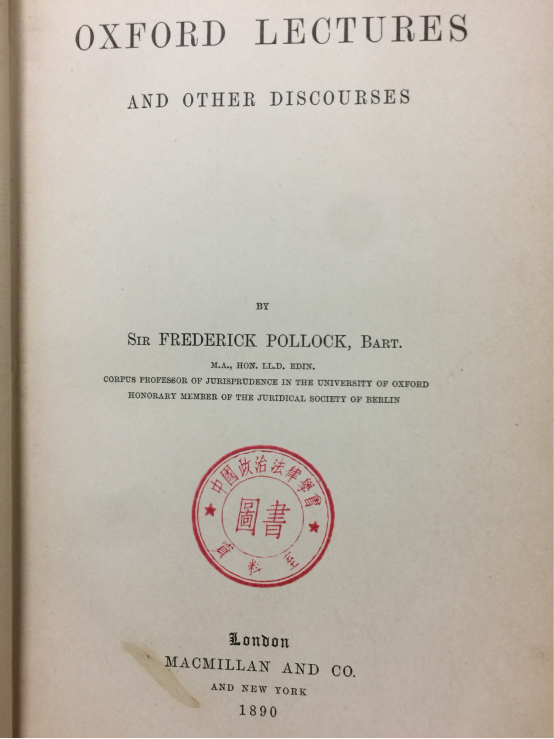 OXFORD LECTURES
AND OTHER DISCOURSES
BY
SIR FREDERICK POLLOCK, BART.
M.A., HON. LL.D. EDIN.
CORPUS PROFESSOR OF JURISPRUDENCE IN THE UNIVERSITY OF OXFORD
HONORARY MEMBER OF THE JURIDICAL SOCIETY OF BERLIN
中國政治法律學會
圖書
資料室
London
MACMILLAN AND CO.
AND NEW YORK
1890